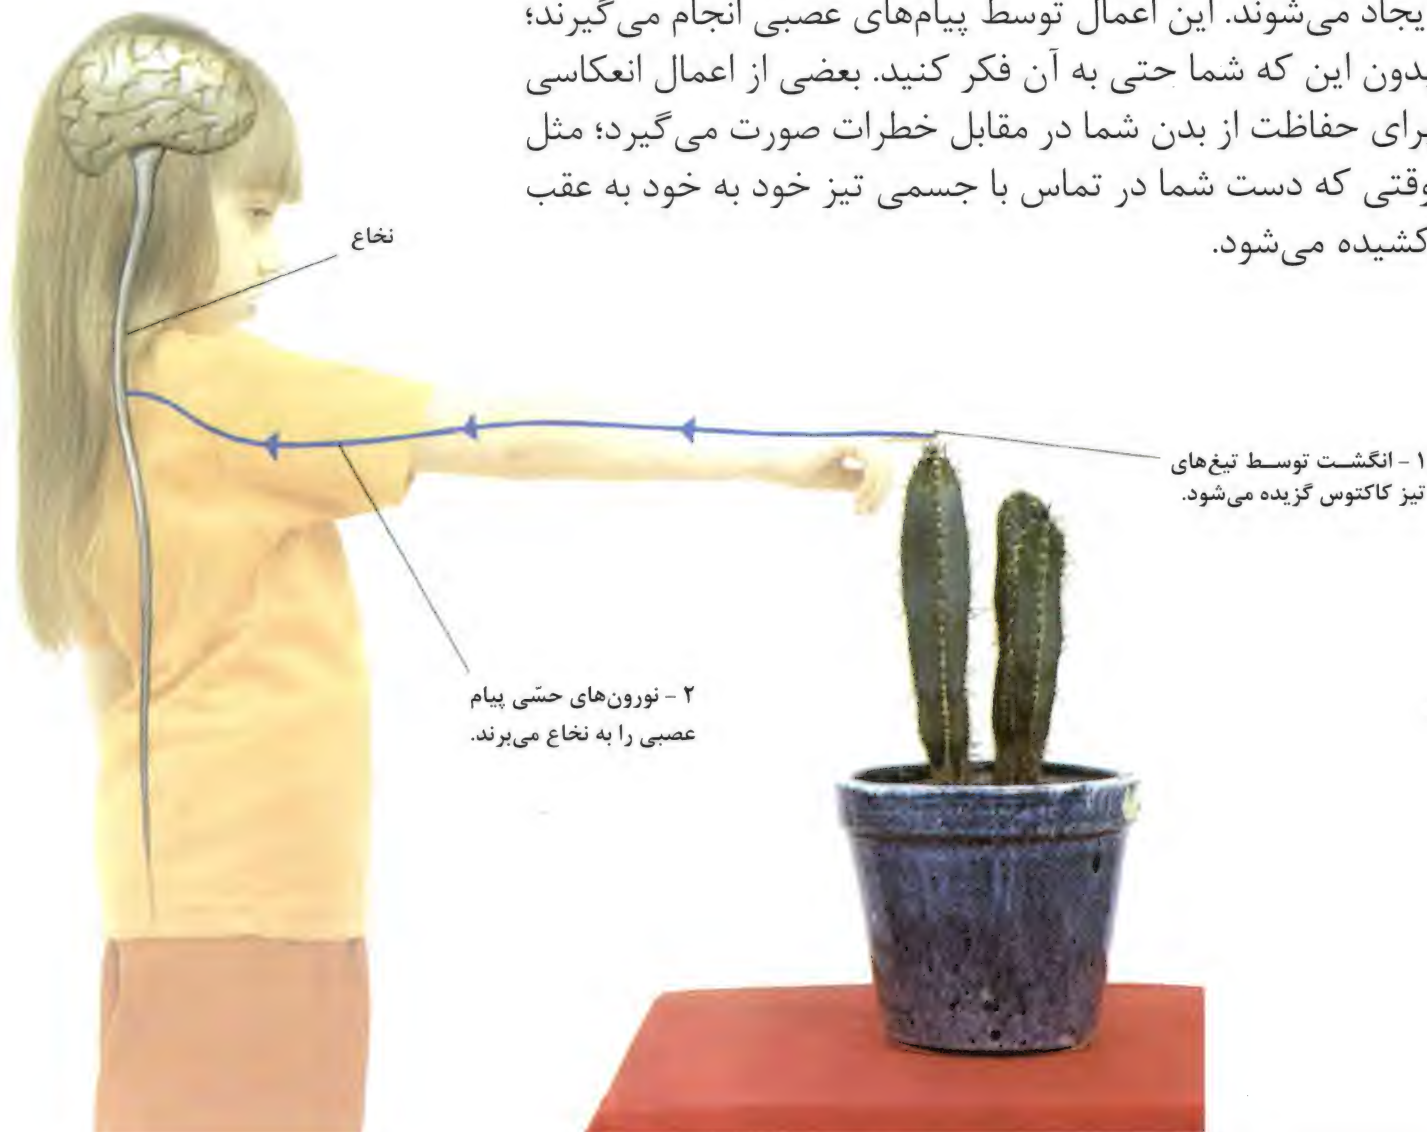 یجاد می‌شوند. این اعمال توسط پیام‌های عصبی انجام می‌گیرند؛
بدون این که شما حتی به آن فکر کنید. بعضی از اعمال انعکاسی
برای حفاظت از بدن شما در مقابل خطرات صورت می‌گیرد؛ مثل
وقتی که دست شما در تماس با جسمی تیز خود به خود به عقب
کشیده می‌شود.
نخاع
۱ - انگشت توسط تیغ‌های
تیز کاکتوس گزیده می‌شود.
۲ - نورون‌های حسّی پیام
عصبی را به نخاع می‌برند.